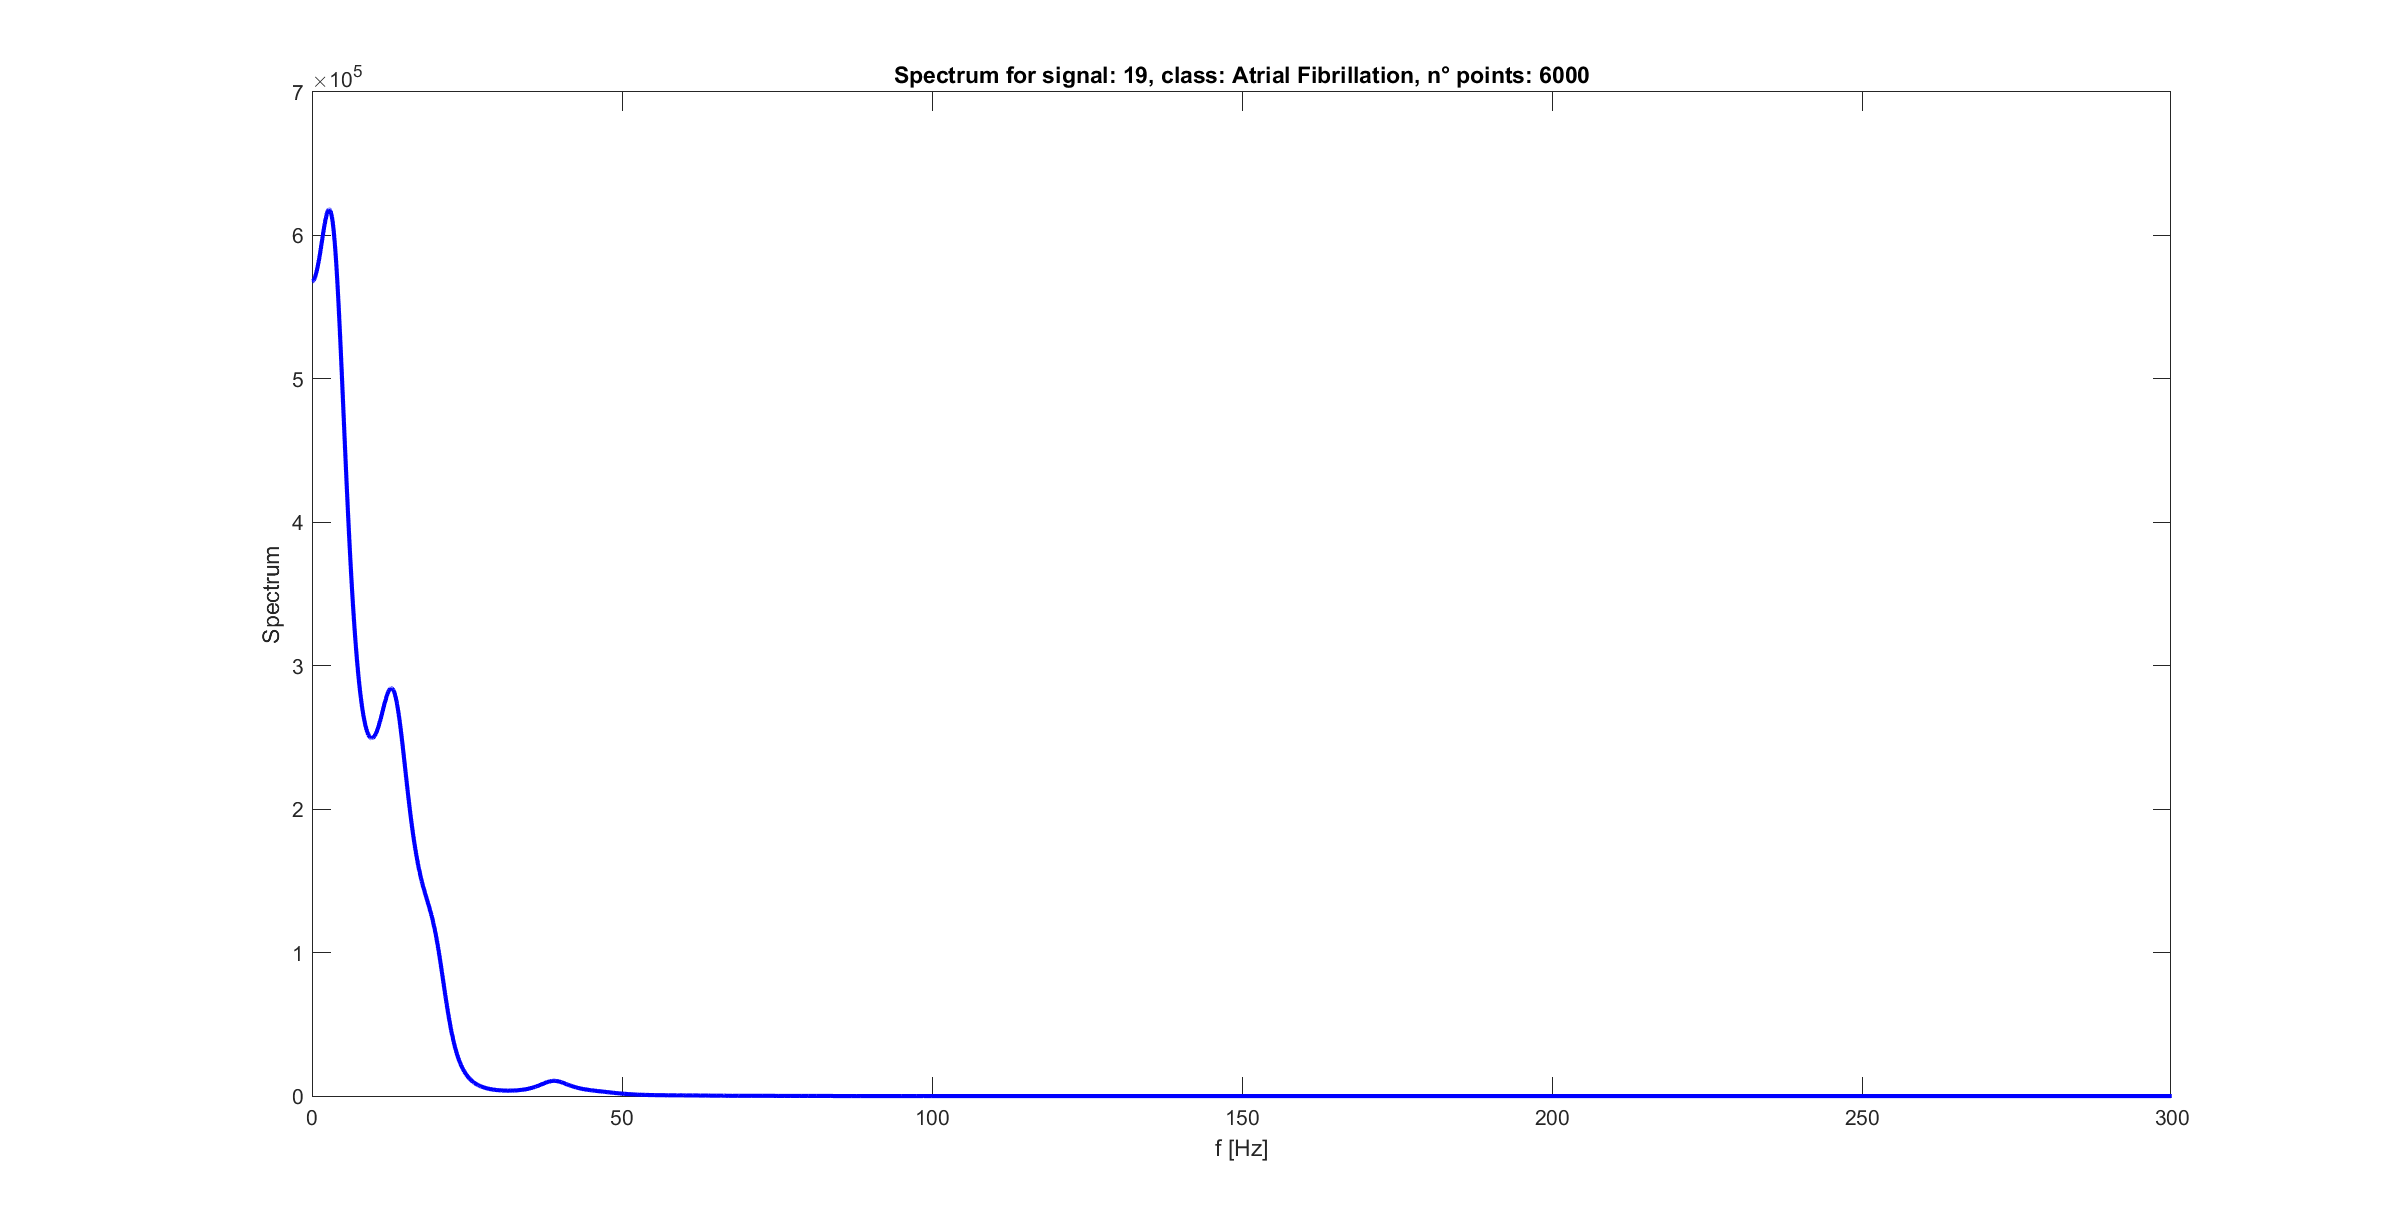 Spectrum for signal: 19, class: Atrial Fibrillation, n° points: 6000
×10^5
7
6
5
4
3
2
1
0
Spectrum
0 50 100 150 200 250 300
f [Hz]